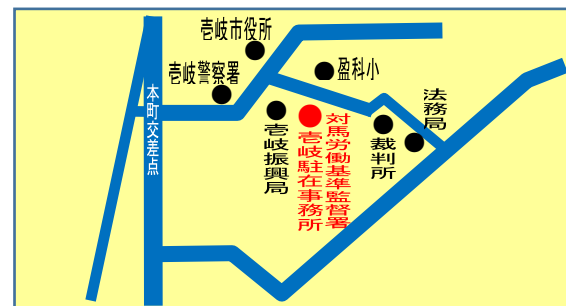 壱岐市役所
壱岐警察署
盈科小
法務局
本町交差点
壱岐振興局
対馬労働基準監督署
壱岐駐在事務所
裁判所